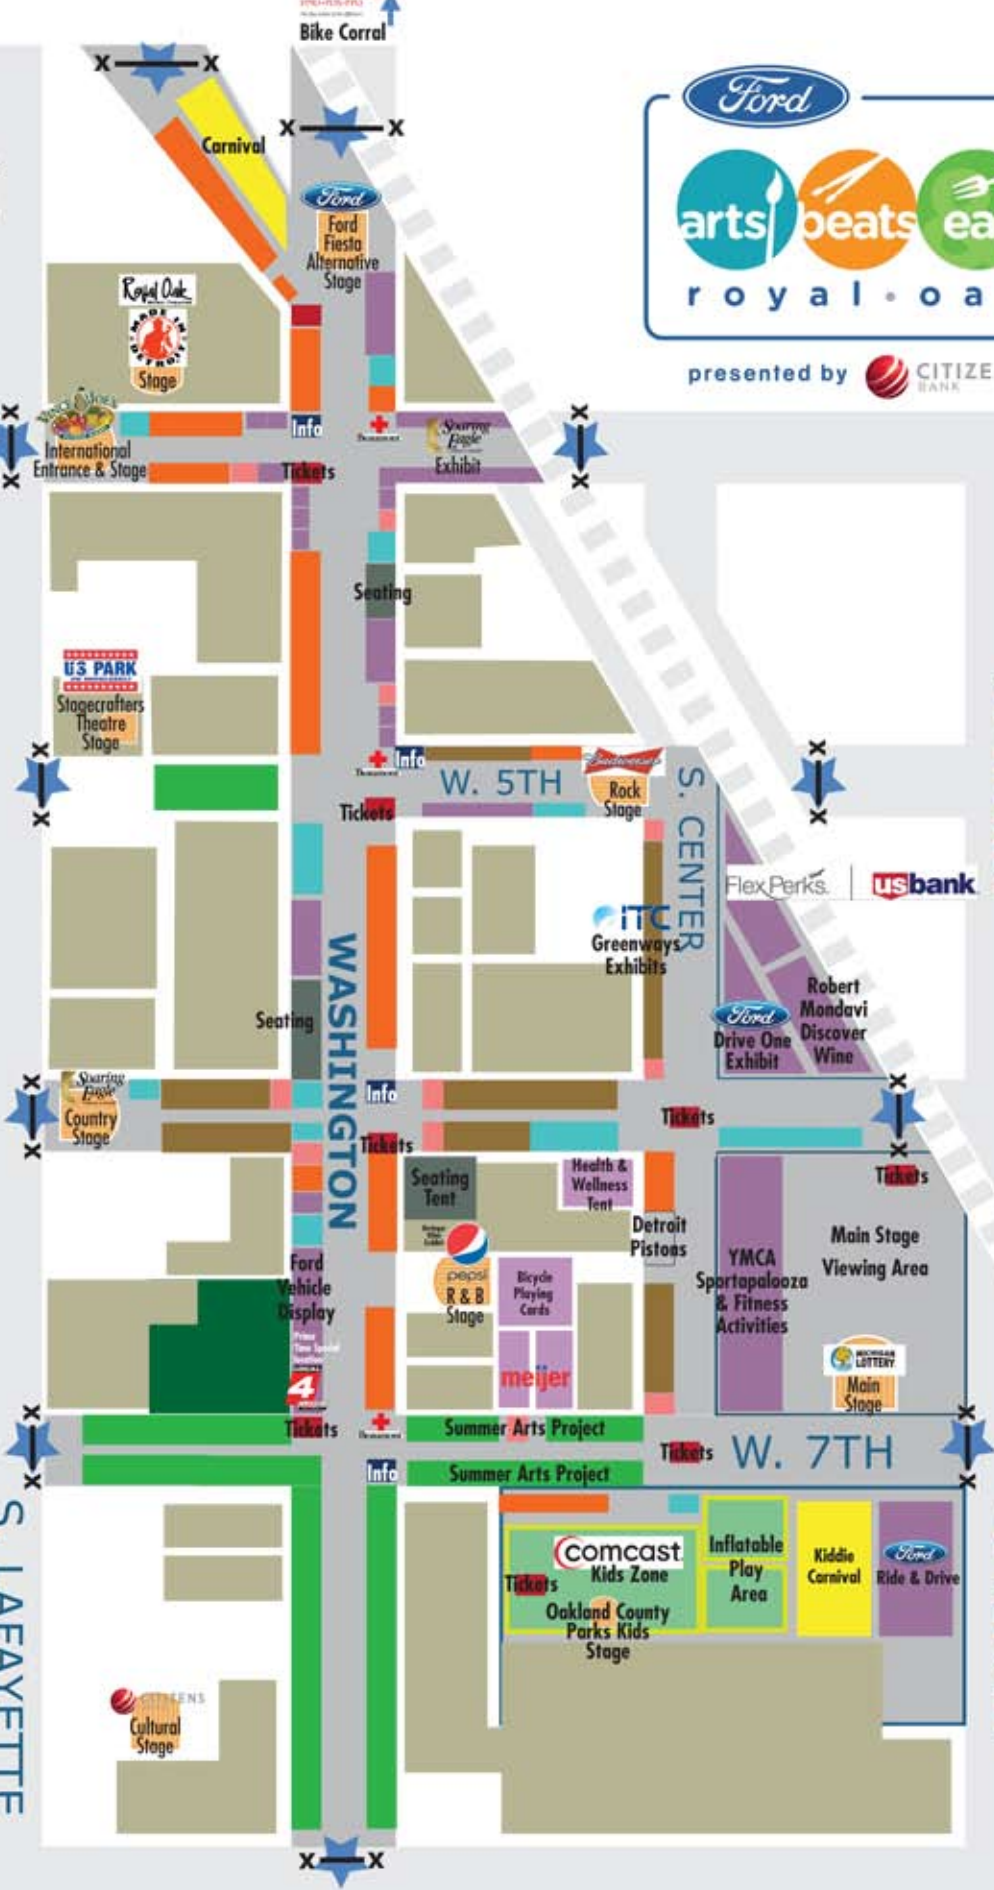 Bike Corral
X X
Carnival
X X
Ford
Ford
Fiesta
Alternative
Stage
Ford
arts beats ea
royal • oa
presented by CITIZE
BANK
Royal Oak
MADE IN
DETROIT
Stage
International
Entrance & Stage
Info
Tickets
Soaring
Eagle
Exhibit
X
X
X
X
Seating
US PARK
Stagecrafters
Theatre
Stage
Info
W. 5TH
Budweiser
Rock
Stage
Tickets
S. CENTER
X
X
X
X
FlexPerks. usbank
iTC
Greenways
Exhibits
WASHINGTON
Seating
Ford
Drive One
Exhibit
Robert
Mondavi
Discover
Wine
Soaring
Eagle
Country
Stage
Info
Tickets
Tickets
Tickets
X
X
X
X
Seating
Tent
Health &
Wellness
Tent
Detroit
Pistons
Ford
Vehicle
Display
4
pepsi
R & B
Stage
Bicycle
Playing
Cards
meijer
YMCA
Sportapalooza
& Fitness
Activities
Main Stage
Viewing Area
MICHIGAN
LOTTERY
Main
Stage
Tickets
Summer Arts Project
Tickets
W. 7TH
Info
Summer Arts Project
X
X
X
X
S. LAFAYETTE
Comcast
Kids Zone
Tickets
Oakland County
Parks Kids
Stage
Inflatable
Play
Area
Kiddie
Carnival
Ford
Ride & Drive
CITIZENS
Cultural
Stage
X X